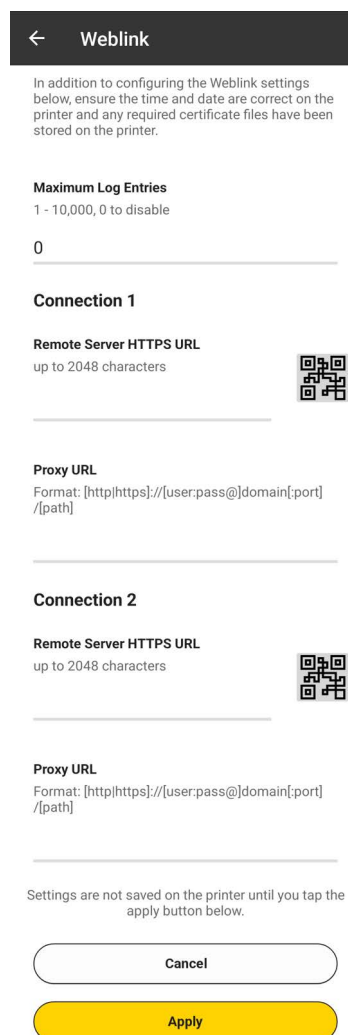 Weblink
In addition to configuring the Weblink settings
below, ensure the time and date are correct on the
printer and any required certificate files have been
stored on the printer.
Maximum Log Entries
1 - 10,000, 0 to disable
0
Connection 1
Remote Server HTTPS URL
up to 2048 characters
Proxy URL
Format: [http|https]://[user:pass@]domain[:port]
/[path]
Connection 2
Remote Server HTTPS URL
up to 2048 characters
Proxy URL
Format: [http|https]://[user:pass@]domain[:port]
/[path]
Settings are not saved on the printer until you tap the
apply button below.
Cancel
Apply